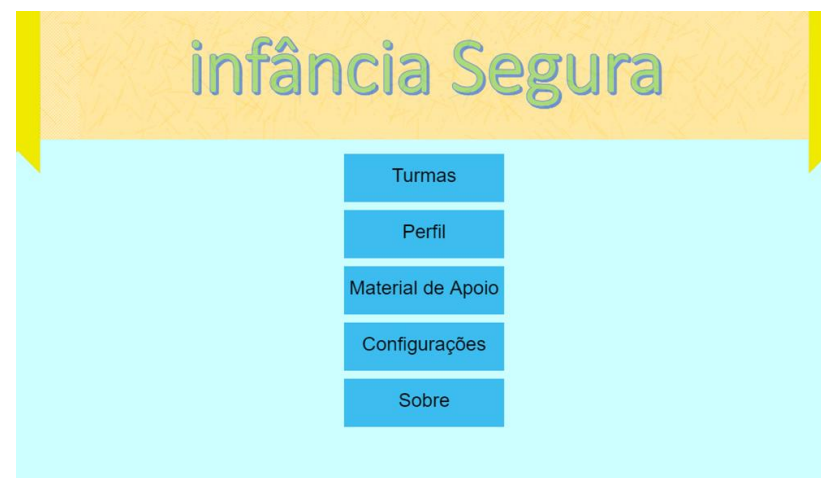 infância Segura
Turmas
Perfil
Material de Apoio
Configurações
Sobre